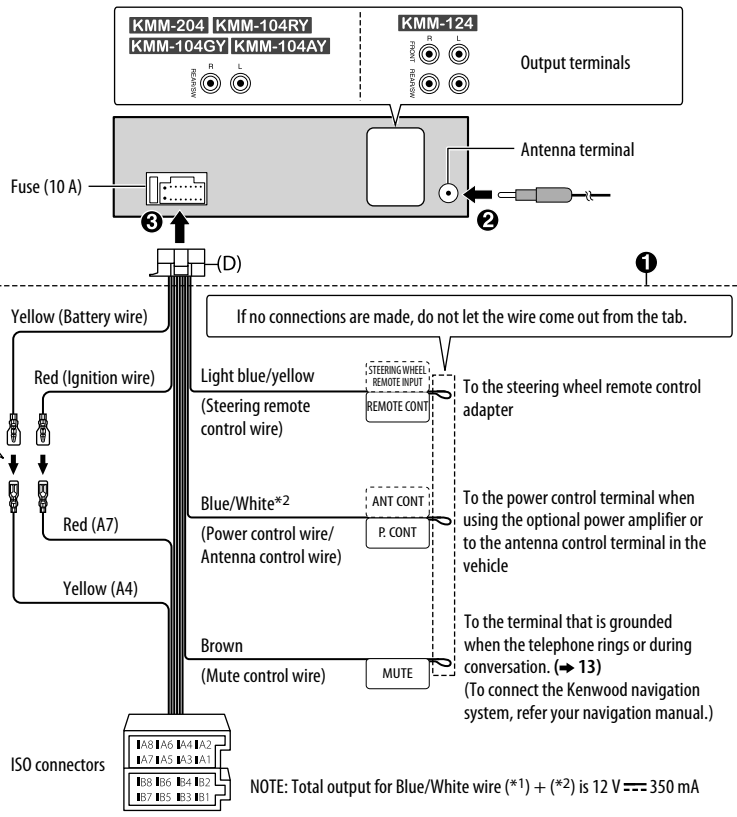 KMM-204 KMM-104RY
KMM-104GY KMM-104AY
R L
REAR/SW
KMM-124
R L
FRONT
REAR/SW
Output terminals
Antenna terminal
Fuse (10 A)
❸
❷
(D)
❶
Yellow (Battery wire)
If no connections are made, do not let the wire come out from the tab.
Red (Ignition wire)
Light blue/yellow
(Steering remote
control wire)
STEERING WHEEL
REMOTE INPUT
REMOTE CONT
To the steering wheel remote control
adapter
Blue/White*2
(Power control wire/
Antenna control wire)
ANT CONT
P. CONT
To the power control terminal when
using the optional power amplifier or
to the antenna control terminal in the
vehicle
Red (A7)
Yellow (A4)
Brown
(Mute control wire)
MUTE
To the terminal that is grounded
when the telephone rings or during
conversation. (➜ 13)
(To connect the Kenwood navigation
system, refer your navigation manual.)
ISO connectors
A8 A6 A4 A2
A7 A5 A3 A1
B8 B6 B4 B2
B7 B5 B3 B1
NOTE: Total output for Blue/White wire (*1) + (*2) is 12 V ⎓ 350 mA